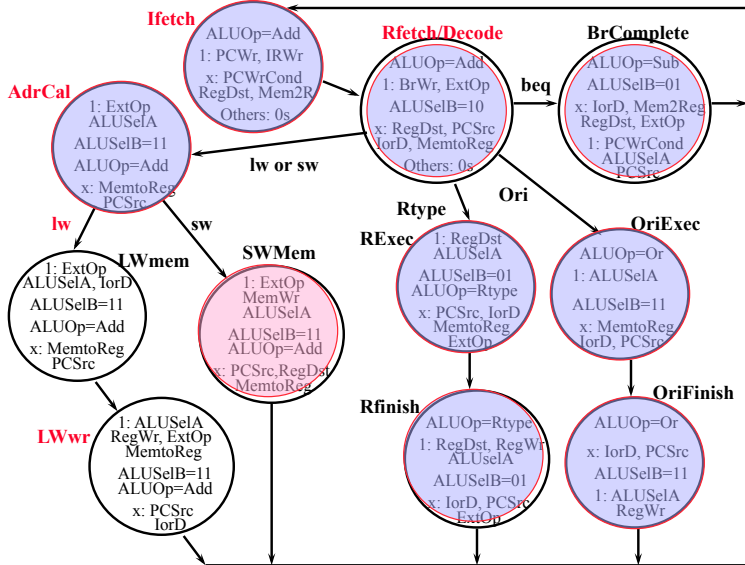 Ifetch
ALUOp=Add
1: PCWr, IRWr
x: PCWrCond
RegDst, Mem2R
Others: 0s
Rfetch/Decode
ALUOp=Add
1: BrWr, ExtOp
ALUSelB=10
x: RegDst, PCSrc
IorD, MemtoReg
Others: 0s
beq
BrComplete
ALUOp=Sub
ALUSelB=01
x: IorD, Mem2Reg
RegDst, ExtOp
1: PCWrCond
ALUSelA
PCSrc
AdrCal
1: ExtOp
ALUSelA
ALUSelB=11
ALUOp=Add
x: MemtoReg
PCSrc
lw or sw
Rtype
Ori
lw
sw
LWmem
1: ExtOp
ALUSelA, IorD
ALUSelB=11
ALUOp=Add
x: MemtoReg
PCSrc
SWMem
1: ExtOp
MemWr
ALUSelA
ALUSelB=11
ALUOp=Add
x: PCSrc,RegDst
MemtoReg
RExec
1: RegDst
ALUSelA
ALUSelB=01
ALUOp=Rtype
x: PCSrc, IorD
MemtoReg
ExtOp
OriExec
ALUOp=Or
1: ALUSelA
ALUSelB=11
x: MemtoReg
IorD, PCSrc
LWwr
1: ALUSelA
RegWr, ExtOp
MemtoReg
ALUSelB=11
ALUOp=Add
x: PCSrc
IorD
Rfinish
ALUOp=Rtype
1: RegDst, RegWr
ALUselA
ALUSelB=01
x: IorD, PCSrc
ExtOp
OriFinish
ALUOp=Or
x: IorD, PCSrc
ALUSelB=11
1: ALUSelA
RegWr